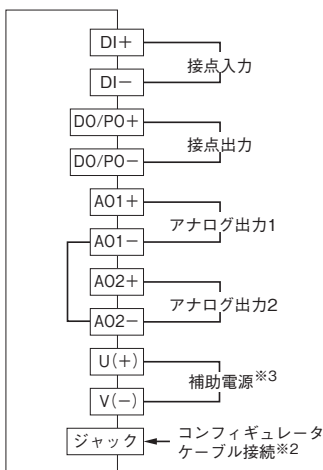 DI+
DI−
接点入力
DO/PO+
DO/PO−
接点出力
AO1+
AO1−
アナログ出力1
AO2+
AO2−
アナログ出力2
U(+)
V(−)
補助電源※3
ジャック
コンフィギュレータ
ケーブル接続※2